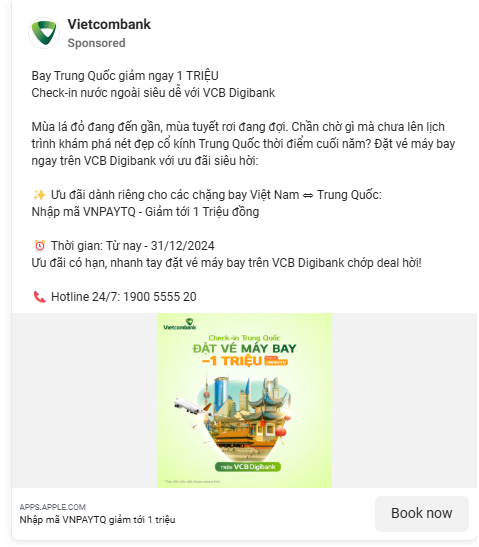 Vietcombank
Sponsored
Bay Trung Quốc giảm ngay 1 TRIỆU
Check-in nước ngoài siêu dễ với VCB Digibank
Mùa lá đỏ đang đến gần, mùa tuyết rơi đang đợi. Chần chờ gì mà chưa lên lịch
trình khám phá nét đẹp cổ kính Trung Quốc thời điểm cuối năm? Đặt vé máy bay
ngay trên VCB Digibank với ưu đãi siêu hời:
✨ Ưu đãi dành riêng cho các chặng bay Việt Nam ⇔ Trung Quốc:
Nhập mã VNPAYTQ - Giảm tới 1 Triệu đồng
⏰ Thời gian: Từ nay - 31/12/2024
Ưu đãi có hạn, nhanh tay đặt vé máy bay trên VCB Digibank chớp deal hời!
📞 Hotline 24/7: 1900 5555 20
Vietcombank
Check-in Trung Quốc
ĐẶT VÉ MÁY BAY
-1 TRIỆU
VNPAYTQ
TRÊN VCB Digibank
APPS.APPLE.COM
Nhập mã VNPAYTQ giảm tới 1 triệu
Book now